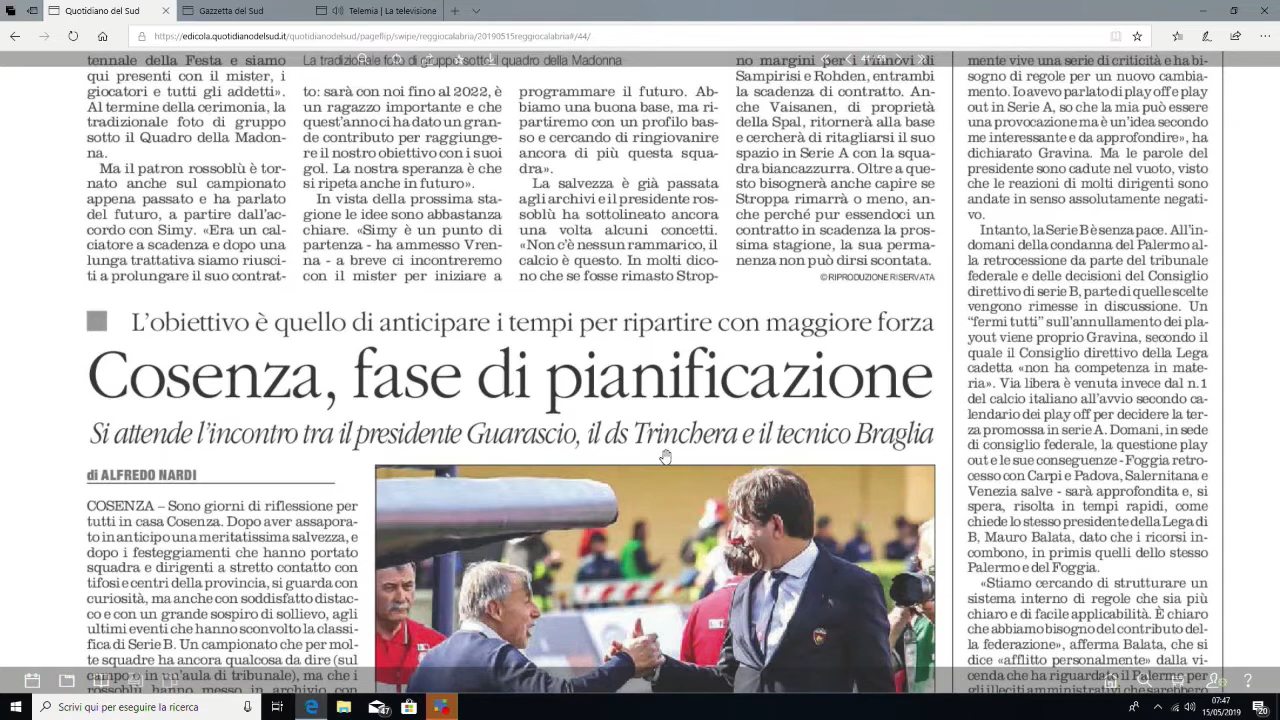 Quotidiano del Sud
Gazzetta del Sud
Telemia | La televisione
https://edicola.quotidianodelsud.it/quotidianodelsud/pageflip/swipe/reggiocalabria/20190515reggiocalabria#/44/
tennale della Festa e siamo
qui presenti con il mister, i
giocatori e tutti gli addetti».
Al termine della cerimonia, la
tradizionale foto di gruppo
sotto il Quadro della Madon-
na.
Ma il patron rossoblù è tor-
nato anche sul campionato
appena passato e ha parlato
del futuro, a partire dall'ac-
cordo con Simy. «Era un cal-
ciatore a scadenza e dopo una
lunga trattativa siamo riusci-
ti a prolungare il suo contrat-
La tradizionale foto di gruppo sotto il quadro della Madonna
to: sarà con noi fino al 2022, è
un ragazzo importante e che
quest'anno ci ha dato un gran-
de contributo per raggiunge-
re il nostro obiettivo con i suoi
gol. La nostra speranza è che
si ripeta anche in futuro».
In vista della prossima sta-
gione le idee sono abbastanza
chiare. «Simy è un punto di
partenza - ha ammesso Vren-
na - a breve ci incontreremo
con il mister per iniziare a
programmare il futuro. Ab-
biamo una buona base, ma ri-
partiremo con un profilo bas-
so e cercando di ringiovanire
ancora di più questa squa-
dra».
La salvezza è già passata
agli archivi e il presidente ros-
soblù ha sottolineato ancora
una volta alcuni concetti.
«Non c'è nessun rammarico, il
calcio è questo. In molti dico-
no che se fosse rimasto Strop-
no margini per i rinnovi di
Sampirisi e Rohden, entrambi
la scadenza di contratto. An-
che Vaisanen, di proprietà
della Spal, ritornerà alla base
e cercherà di ritagliarsi il suo
spazio in Serie A con la squa-
dra biancazzurra. Oltre a que-
sto bisognerà anche capire se
Stroppa rimarrà o meno, an-
che perché pur essendoci un
contratto in scadenza la pros-
sima stagione, la sua perma-
nenza non può dirsi scontata.
©RIPRODUZIONE RISERVATA
L'obiettivo è quello di anticipare i tempi per ripartire con maggiore forza
Cosenza, fase di pianificazione
Si attende l'incontro tra il presidente Guarascio, il ds Trinchera e il tecnico Braglia
di ALFREDO NARDI
COSENZA – Sono giorni di riflessione per
tutti in casa Cosenza. Dopo aver assapora-
to in anticipo una meritatissima salvezza, e
dopo i festeggiamenti che hanno portato
squadra e dirigenti a stretto contatto con
tifosi e centri della provincia, si guarda con
curiosità, ma anche con soddisfatto distac-
co e con un grande sospiro di sollievo, agli
ultimi eventi che hanno sconvolto la classi-
fica di Serie B. Un campionato che per mol-
te squadre ha ancora qualcosa da dire (sul
campo o in un'aula di tribunale), ma che i
rossoblù hanno messo in archivio con
mente vive una serie di criticità e ha bi-
sogno di regole per un nuovo cambia-
mento. Io avevo parlato di play off e play
out in Serie A, so che la mia può essere
una provocazione ma è un'idea secondo
me interessante e da approfondire», ha
dichiarato Gravina. Ma le parole del
presidente sono cadute nel vuoto, visto
che le reazioni di molti dirigenti sono
andate in senso assolutamente negati-
vo.
Intanto, la Serie B è senza pace. All'in-
domani della condanna del Palermo al-
la retrocessione da parte del tribunale
federale e delle decisioni del Consiglio
direttivo di serie B, parte di quelle scelte
vengono rimesse in discussione. Un
“fermi tutti” sull'annullamento dei pla-
yout viene proprio Gravina, secondo il
quale il Consiglio direttivo della Lega
cadetta «non ha competenza in mate-
ria». Via libera è venuta invece dal n.1
del calcio italiano all'avvio secondo ca-
lendario dei play off per decidere la ter-
za promossa in serie A. Domani, in sede
di consiglio federale, la questione play
out e le sue conseguenze - Foggia retro-
cesso con Carpi e Padova, Salernitana e
Venezia salve - sarà approfondita e, si
spera, risolta in tempi rapidi, come
chiede lo stesso presidente della Lega di
B, Mauro Balata, dato che i ricorsi in-
combono, in primis quelli dello stesso
Palermo e del Foggia.
«Stiamo cercando di strutturare un
sistema interno di regole che sia più
chiaro e di facile applicabilità. È chiaro
che abbiamo bisogno del contributo del-
la federazione», afferma Balata, che si
dice «afflitto personalmente» dalla vi-
cenda che ha riguardato il Palermo per
gli illeciti amministrativi che sarebbero
Scrivi qui per eseguire la ricerca
47
07:47
15/05/2019
20